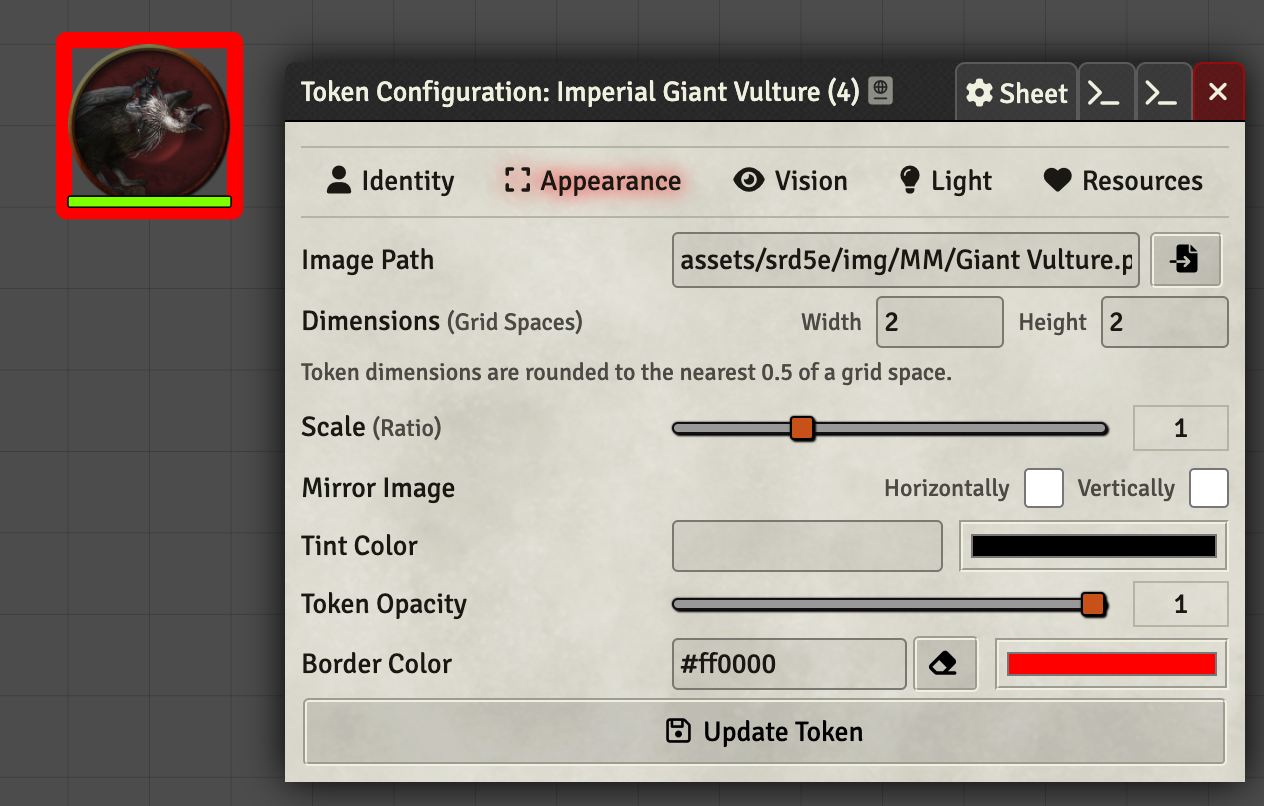 Token Configuration: Imperial Giant Vulture (4)
Sheet
Identity
Appearance
Vision
Light
Resources
Image Path
assets/srd5e/img/MM/Giant Vulture.p
Dimensions (Grid Spaces)
Width
2
Height
2
Token dimensions are rounded to the nearest 0.5 of a grid space.
Scale (Ratio)
1
Mirror Image
Horizontally
Vertically
Tint Color
Token Opacity
1
Border Color
#ff0000
Update Token